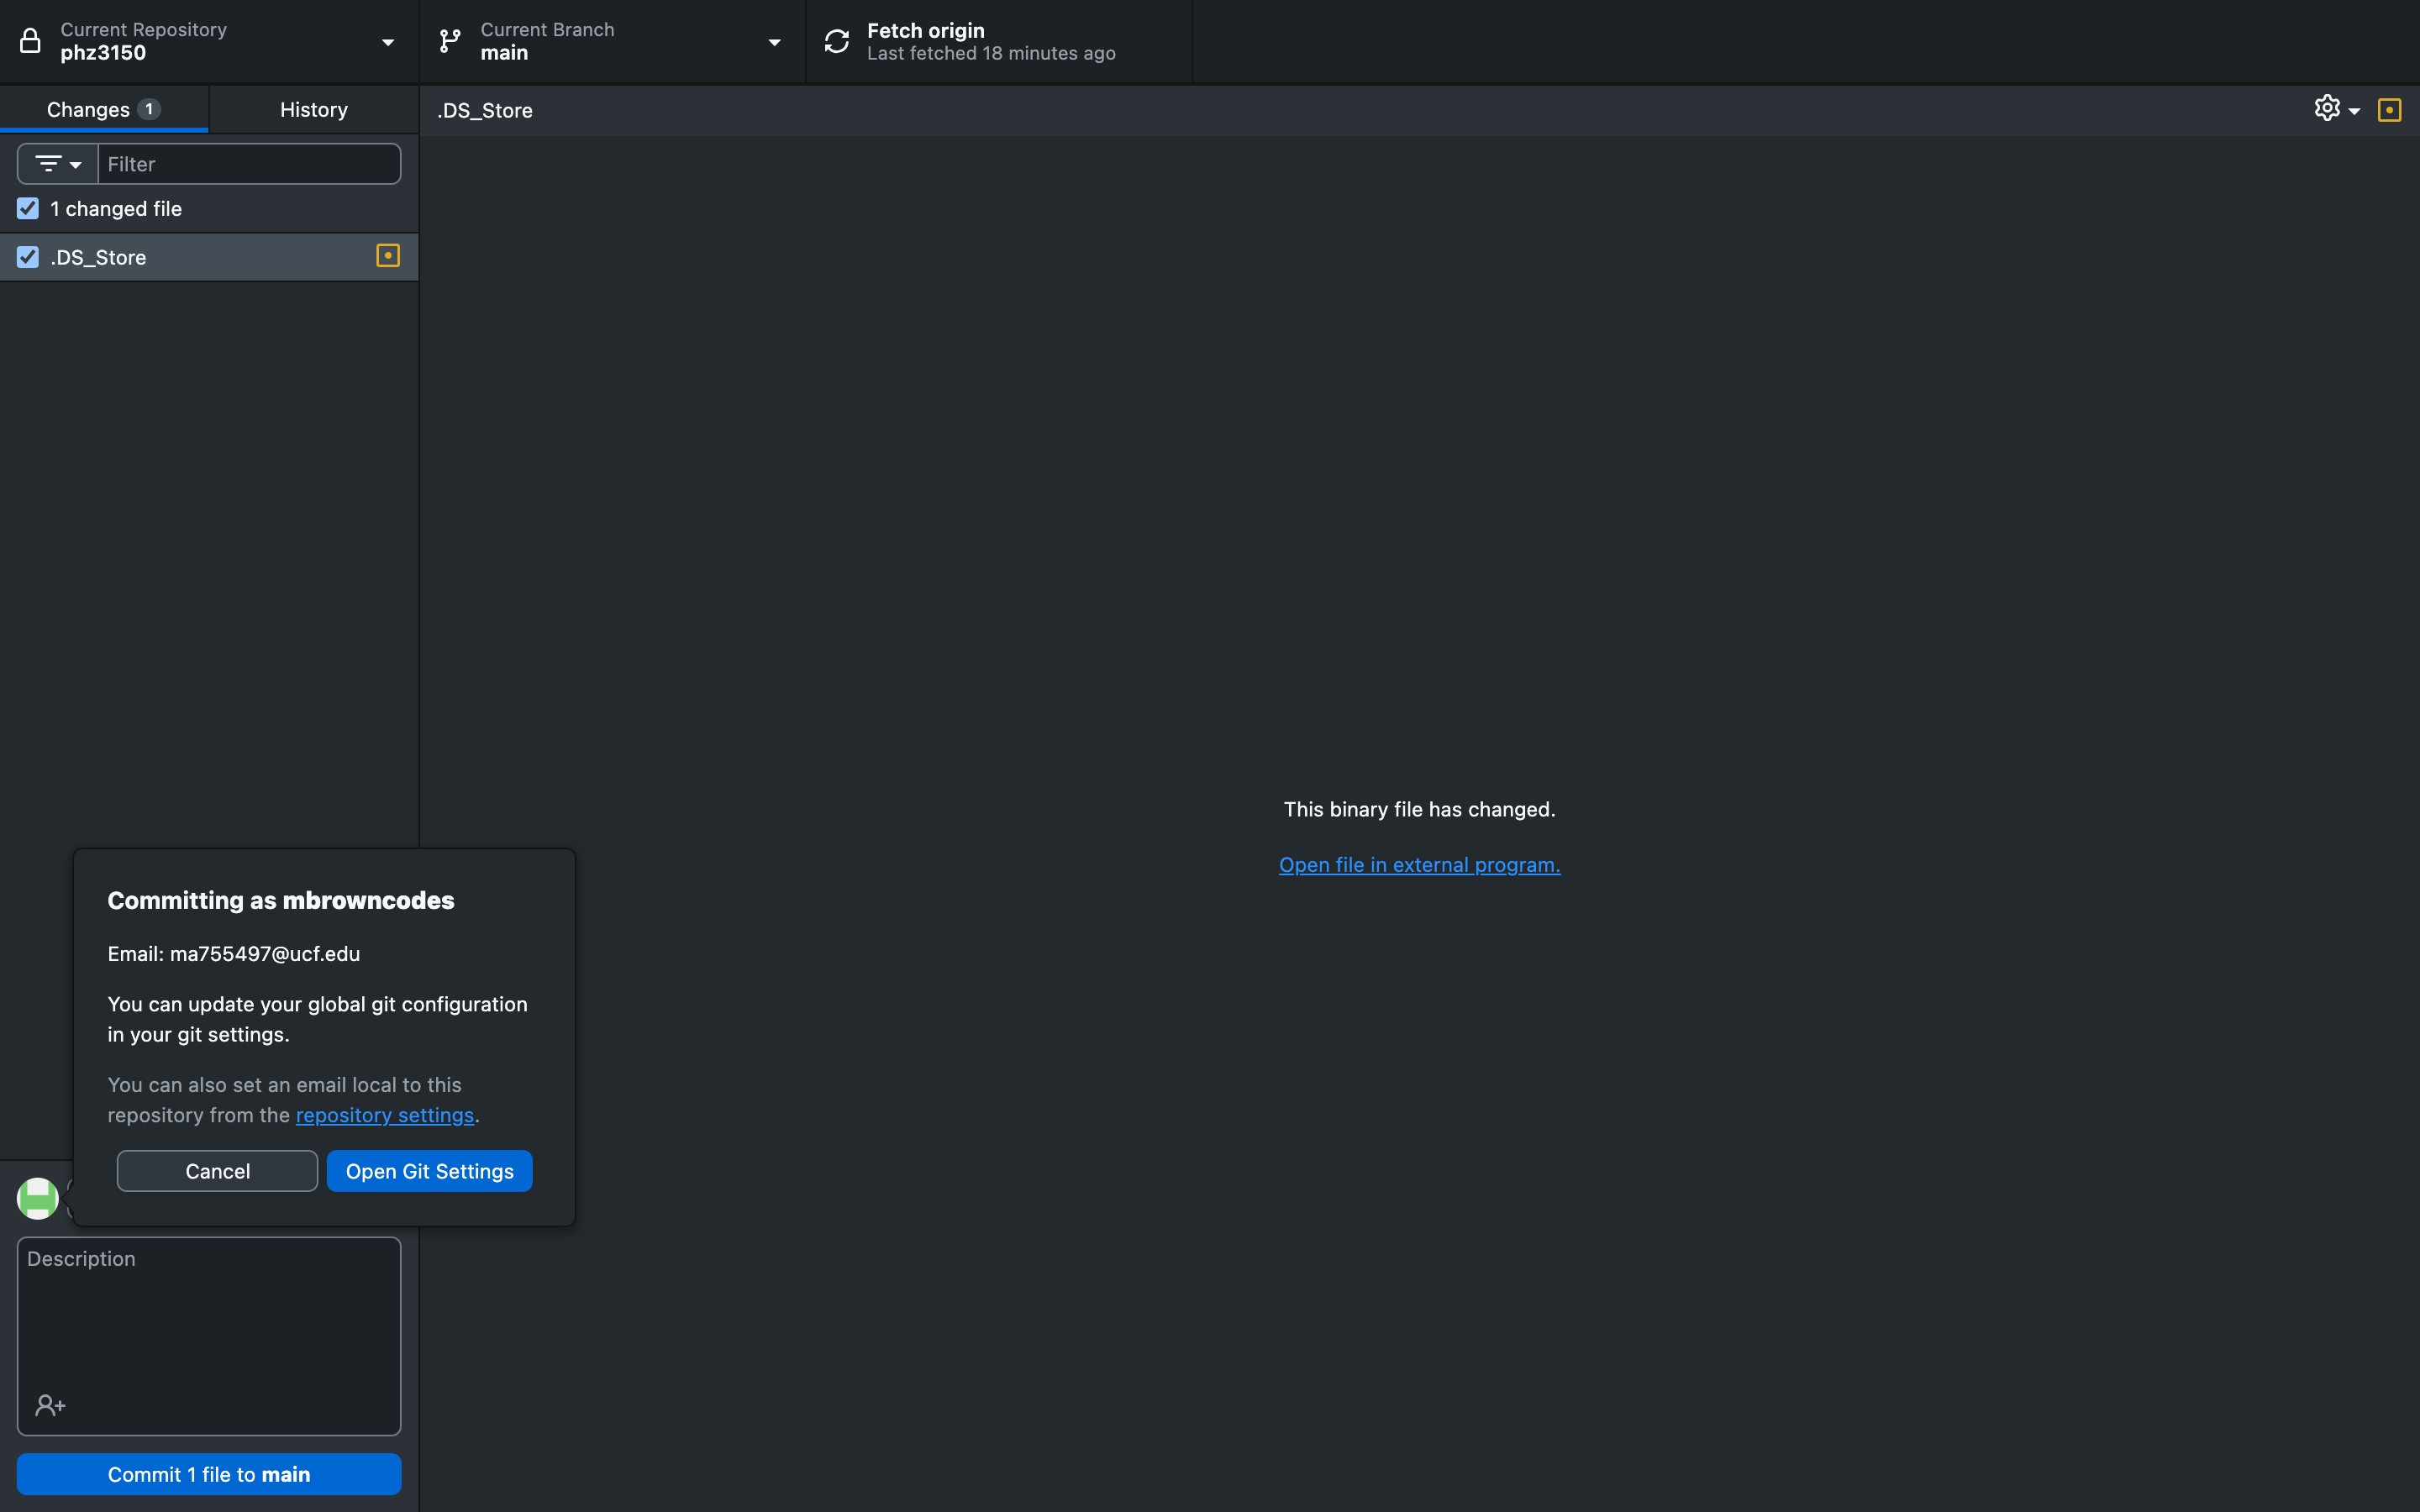 Current Repository
phz3150
Current Branch
main
Fetch origin
Last fetched 18 minutes ago
Changes 1
History
.DS_Store
Filter
1 changed file
.DS_Store
This binary file has changed.
Open file in external program.
Committing as mbrowncodes
Email: ma755497@ucf.edu
You can update your global git configuration
in your git settings.
You can also set an email local to this
repository from the repository settings.
Cancel
Open Git Settings
Description
Commit 1 file to main